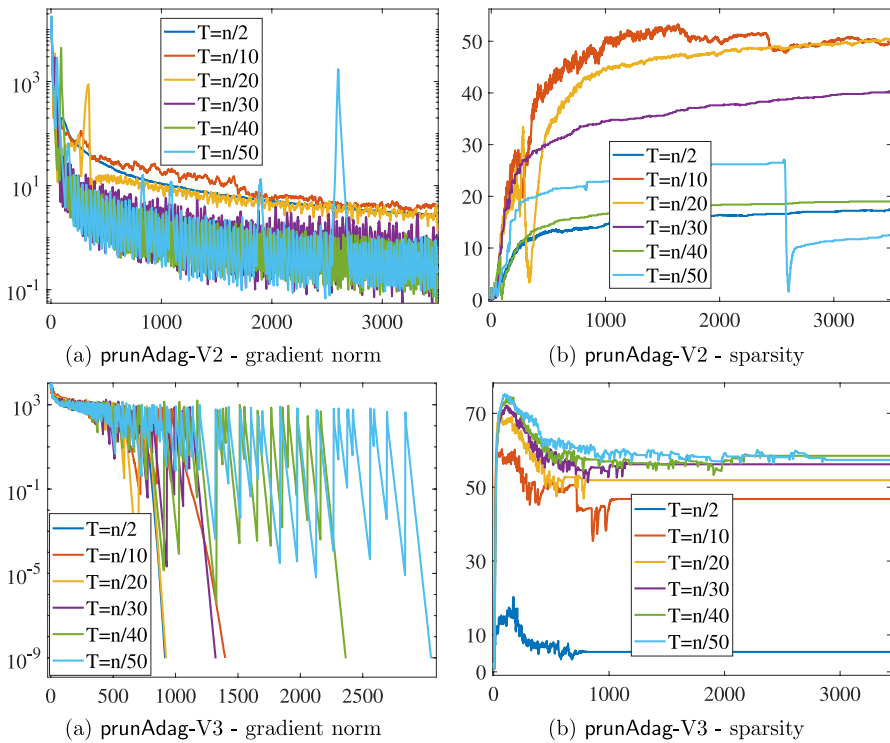 10^3
10^1
10^-1
0
1000
2000
3000
T=n/2
T=n/10
T=n/20
T=n/30
T=n/40
T=n/50
(a) prunAdag-V2 - gradient norm
50
40
30
20
10
0
0
1000
2000
3000
T=n/2
T=n/10
T=n/20
T=n/30
T=n/40
T=n/50
(b) prunAdag-V2 - sparsity
10^3
10^-1
10^-5
10^-9
0
500
1000
1500
2000
2500
T=n/2
T=n/10
T=n/20
T=n/30
T=n/40
T=n/50
(a) prunAdag-V3 - gradient norm
70
50
30
10
5
0
0
1000
2000
3000
T=n/2
T=n/10
T=n/20
T=n/30
T=n/40
T=n/50
(b) prunAdag-V3 - sparsity